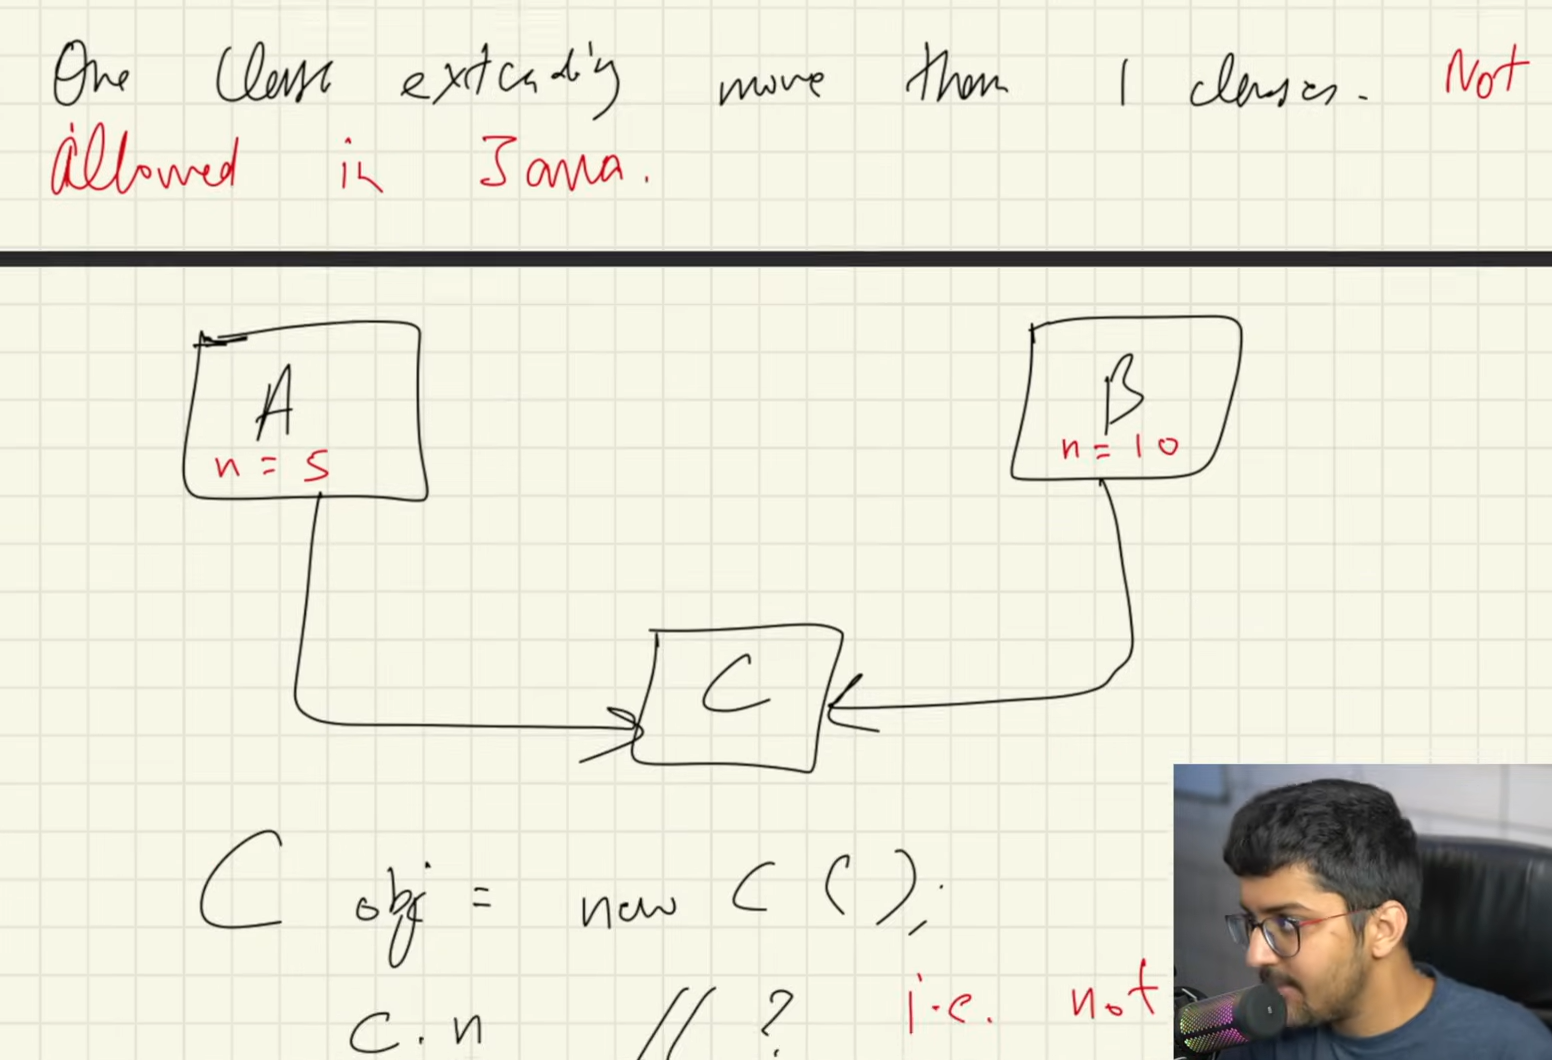 One Class extending more than 1 classes. Not
allowed in Java.
A
n = 5
B
n = 10
C
C obj = new C ();
C.n // ? i.e. not